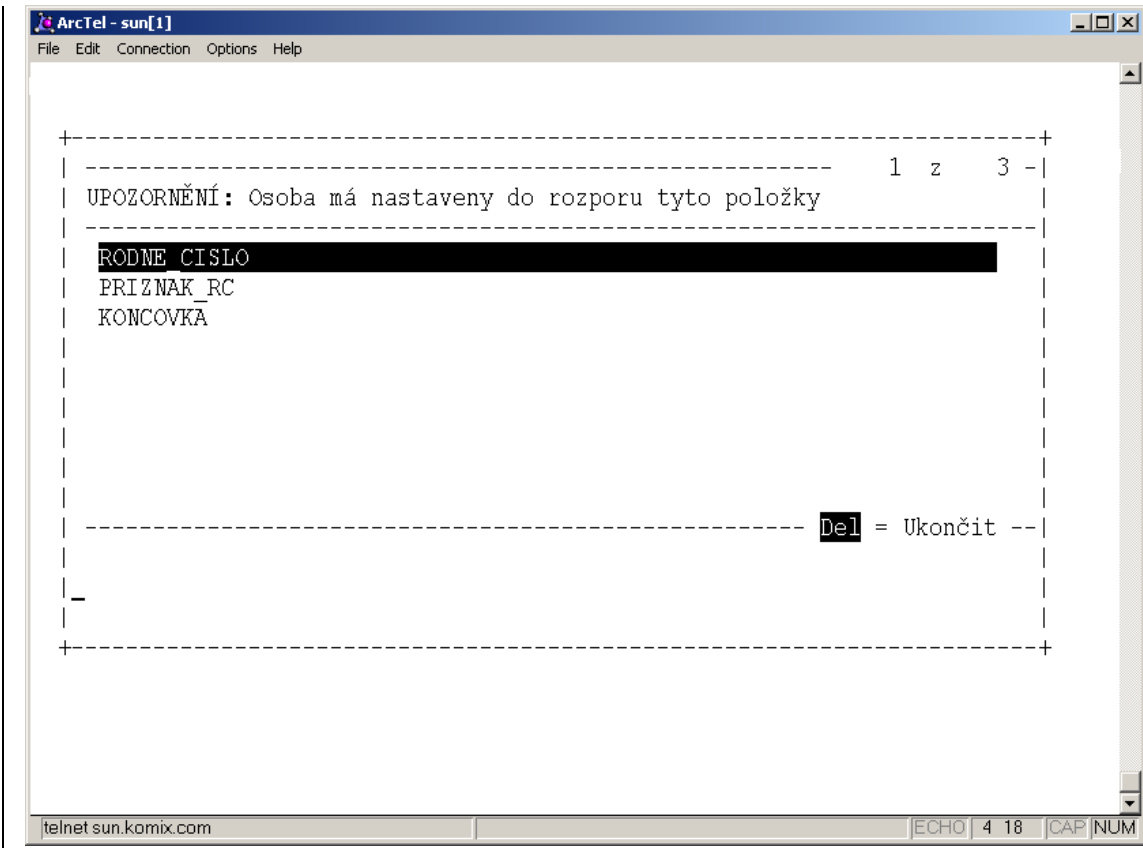 ArcTel - sun[1]
File Edit Connection Options Help
1 z 3
UPOZORNĚNÍ: Osoba má nastaveny do rozporu tyto položky
RODNE_CISLO
PRIZNAK_RC
KONCOVKA
Del = Ukončit
telnet sun.komix.com ECHO 4 18 CAP NUM